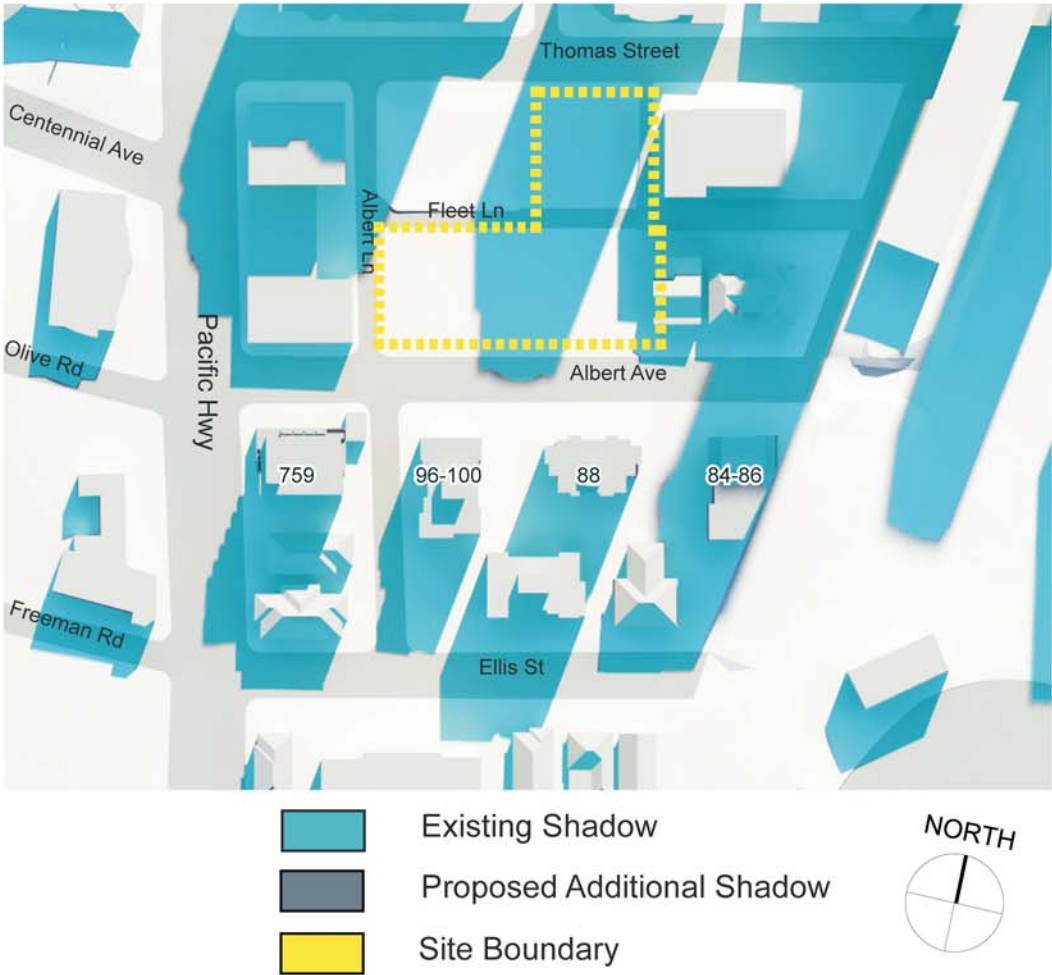 Thomas Street
Centennial Ave
Albert Ln
Fleet Ln
Pacific Hwy
Olive Rd
Albert Ave
759
96-100
88
84-86
Freeman Rd
Ellis St
Existing Shadow
NORTH
Proposed Additional Shadow
Site Boundary